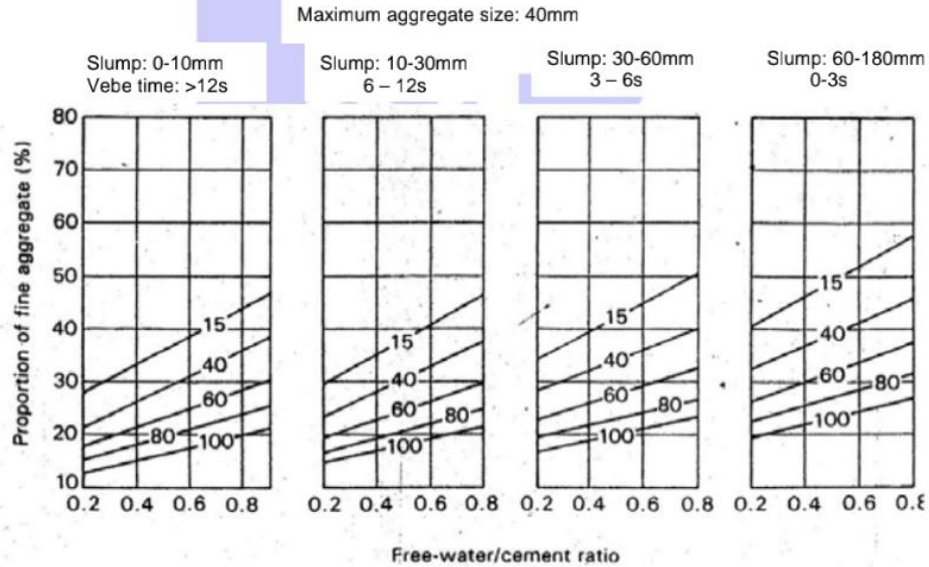 Maximum aggregate size: 40mm
Slump: 0-10mm
Vebe time: >12s
Slump: 10-30mm
6 – 12s
Slump: 30-60mm
3 – 6s
Slump: 60-180mm
0-3s
Proportion of fine aggregate (%)
80
70
60
50
40
30
20
10
15
40
60
80
100
0.2 0.4 0.6 0.8
15
40
60
80
100
0.2 0.4 0.6 0.8
15
40
60
80
100
0.2 0.4 0.6 0.8
15
40
60
80
100
0.2 0.4 0.6 0.8
Free-water/cement ratio